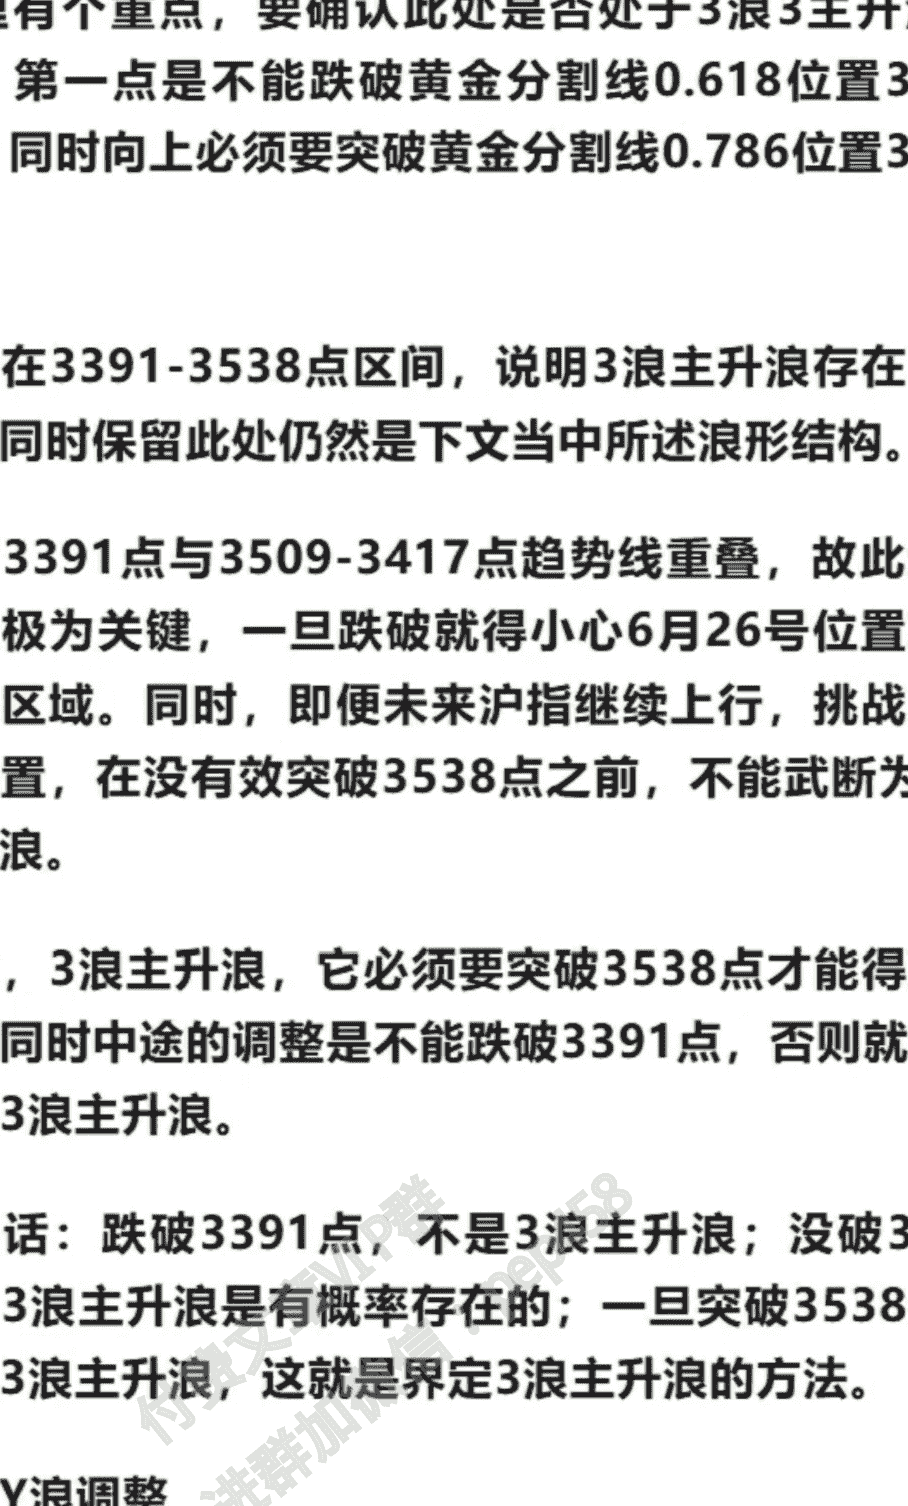 有个重点，要确认此处是否处于3浪3主升
第一点是不能跌破黄金分割线0.618位置3
同时向上必须要突破黄金分割线0.786位置3
在3391-3538点区间，说明3浪主升浪存在
同时保留此处仍然是下文当中所述浪形结构。
3391点与3509-3417点趋势线重叠，故此
极为关键，一旦跌破就得小心6月26号位置
区域。同时，即便未来沪指继续上行，挑战
置，在没有效突破3538点之前，不能武断为
浪。
，3浪主升浪，它必须要突破3538点才能得
同时中途的调整是不能跌破3391点，否则就
3浪主升浪。
话：跌破3391点，不是3浪主升浪；没破3
3浪主升浪是有概率存在的；一旦突破3538
3浪主升浪，这就是界定3浪主升浪的方法。
付费文章VIP群
进群加微信
Y浪调整